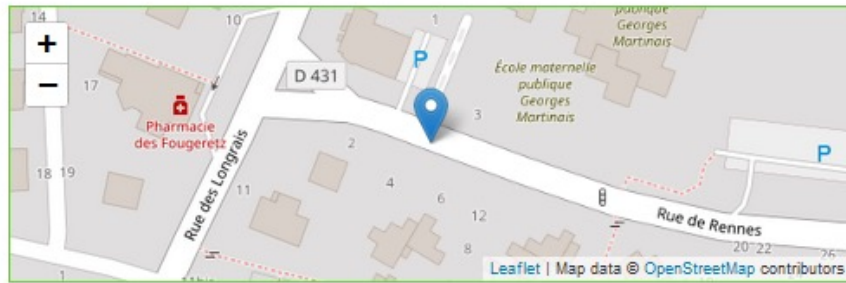 publique
Georges
Martinais
14
10
1
+
−
P
D 431
École maternelle
publique
Georges
Martinais
17
Pharmacie
des Fougeretz
3
P
2
18
19
Rue des Longrais
11
4
6
12
8
Rue de Rennes
20
22
26
1
11bis
Leaflet | Map data © OpenStreetMap contributors